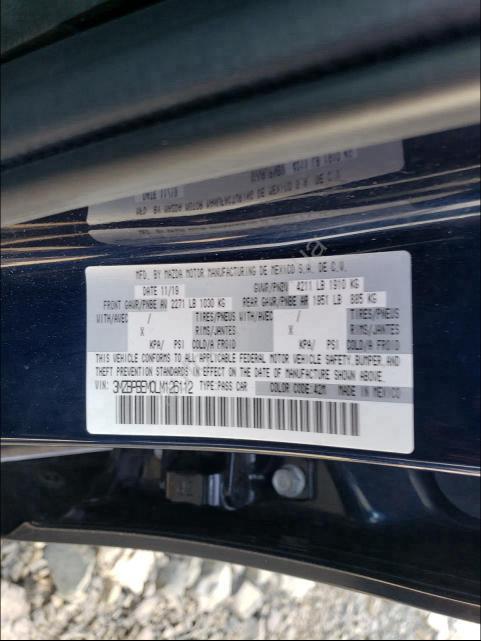 MFD. BY MAZDA MOTOR MANUFACTURING DE MEXICO S.A. DE C.V.
DATE 11/19 GVWR/PNBV 4211 LB 1910 KG
FRONT GAWR/PNBE AV 2271 LB 1030 KG REAR GAWR/PNBE AR 1951 LB 885 KG
WITH/AVEC / TIRES/PNEUS WITH/AVEC / TIRES/PNEUS
X RIMS/JANTES X RIMS/JANTES
KPA/ PSI COLD/A FROID KPA/ PSI COLD/A FROID
THIS VEHICLE CONFORMS TO ALL APPLICABLE FEDERAL MOTOR VEHICLE SAFETY, BUMPER, AND
THEFT PREVENTION STANDARDS IN EFFECT ON THE DATE OF MANUFACTURE SHOWN ABOVE.
VIN: TYPE PASS CAR COLOR CODE: 42M MADE IN MEXICO